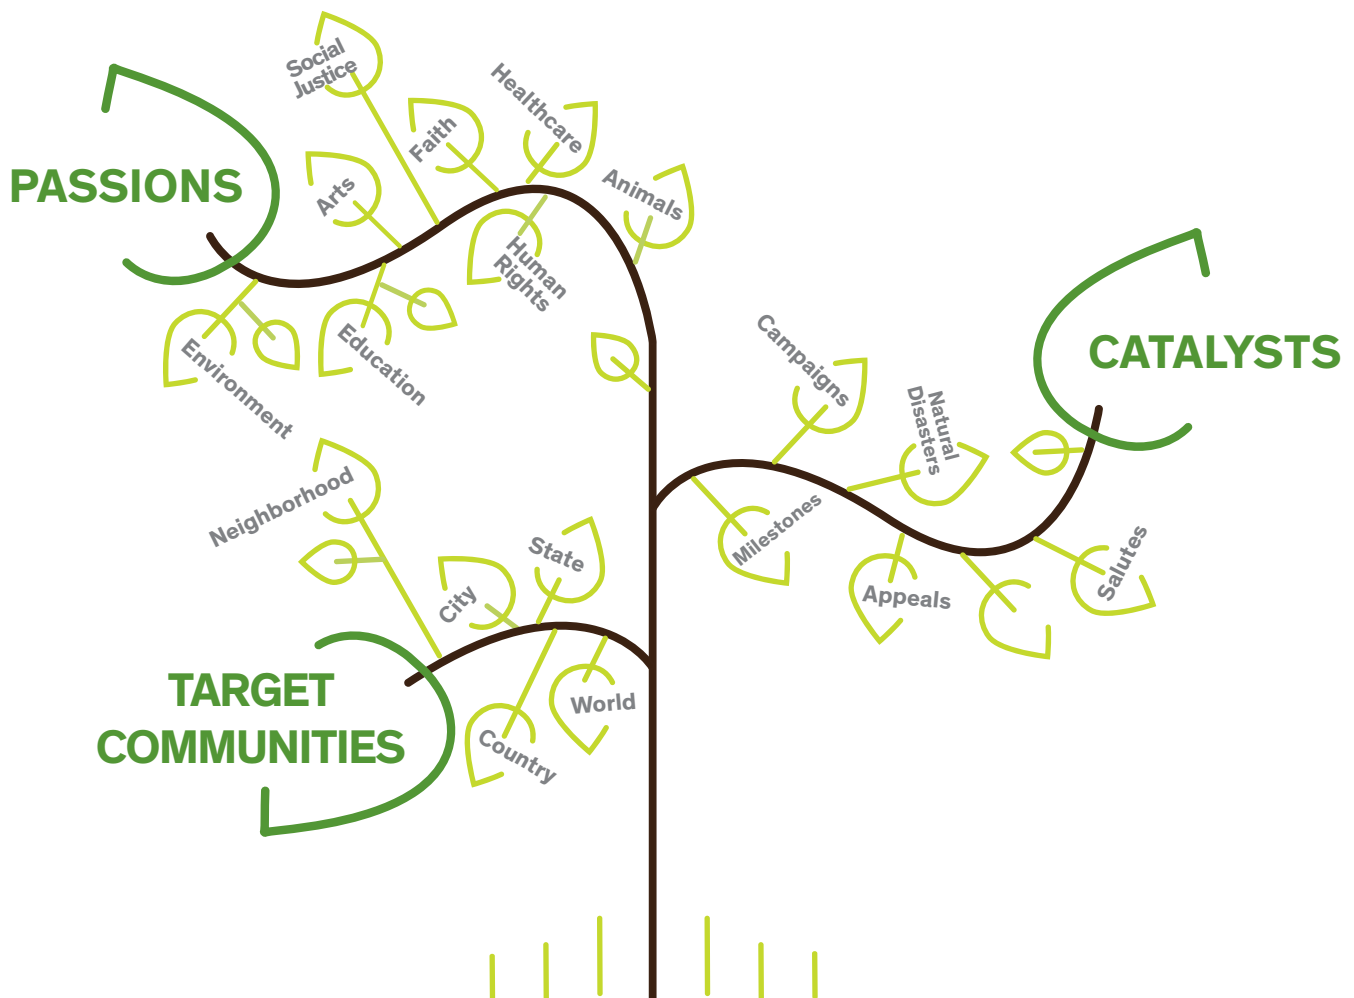 PASSIONS
Social
Justice
Faith
Healthcare
Arts
Animals
Human
Rights
Environment
Education
CATALYSTS
Campaigns
Natural
Disasters
Milestones
Appeals
Salutes
Neighborhood
City
State
TARGET
COMMUNITIES
Country
World